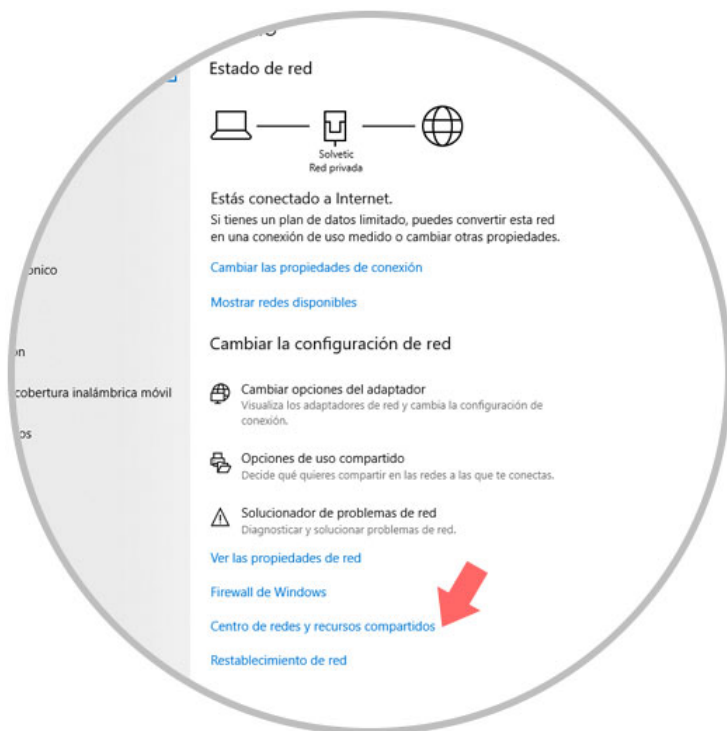 Estado de red
Solvetic
Red privada
Estás conectado a Internet.
Si tienes un plan de datos limitado, puedes convertir esta red
en una conexión de uso medido o cambiar otras propiedades.
Cambiar las propiedades de conexión
Mostrar redes disponibles
Cambiar la configuración de red
Cambiar opciones del adaptador
Visualiza los adaptadores de red y cambia la configuración de
conexión.
Opciones de uso compartido
Decide qué quieres compartir en las redes a las que te conectas.
Solucionador de problemas de red
Diagnosticar y solucionar problemas de red.
Ver las propiedades de red
Firewall de Windows
Centro de redes y recursos compartidos
Restablecimiento de red
ónico
ón
cobertura inalámbrica móvil
os